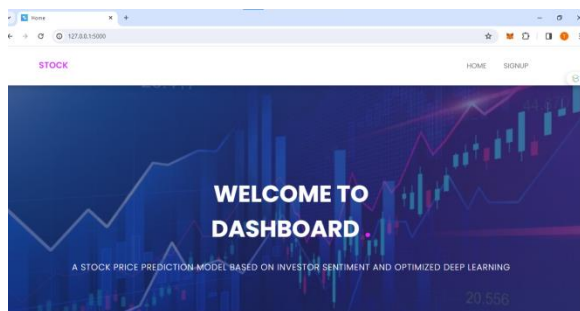 Home
127.0.0.1:5000
STOCK
HOME SIGNUP
WELCOME TO
DASHBOARD .
A STOCK PRICE PREDICTION MODEL BASED ON INVESTOR SENTIMENT AND OPTIMIZED DEEP LEARNING
20.556